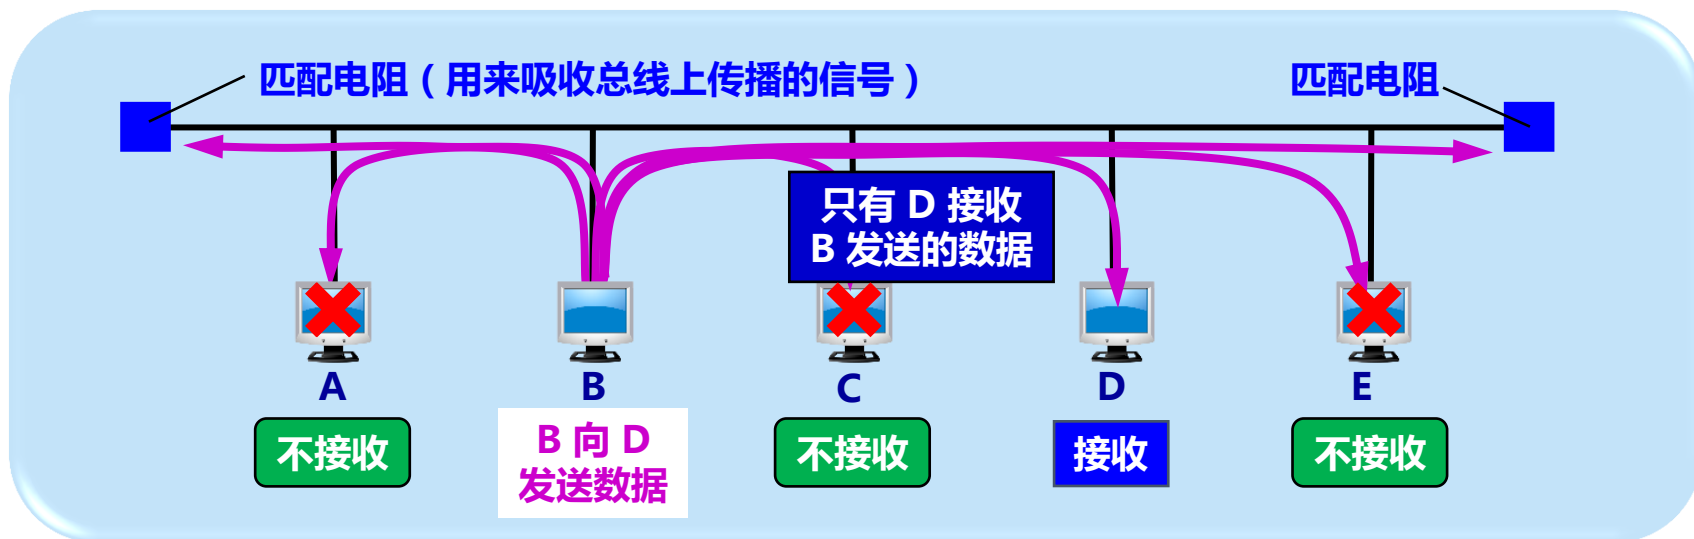 匹配电阻（用来吸收总线上传播的信号）
匹配电阻
只有 D 接收
B 发送的数据
A
B
C
D
E
不接收
B 向 D
发送数据
不接收
接收
不接收